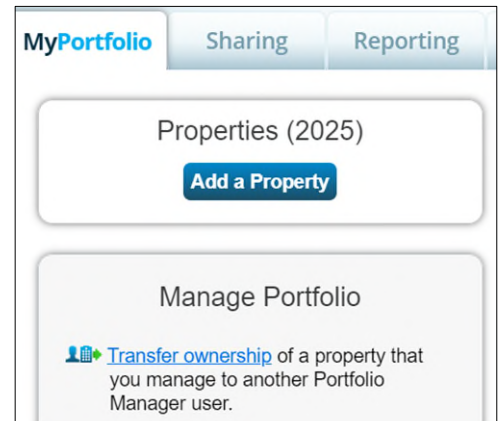 MyPortfolio Sharing Reporting
Properties (2025)
Add a Property
Manage Portfolio
Transfer ownership of a property that
you manage to another Portfolio
Manager user.